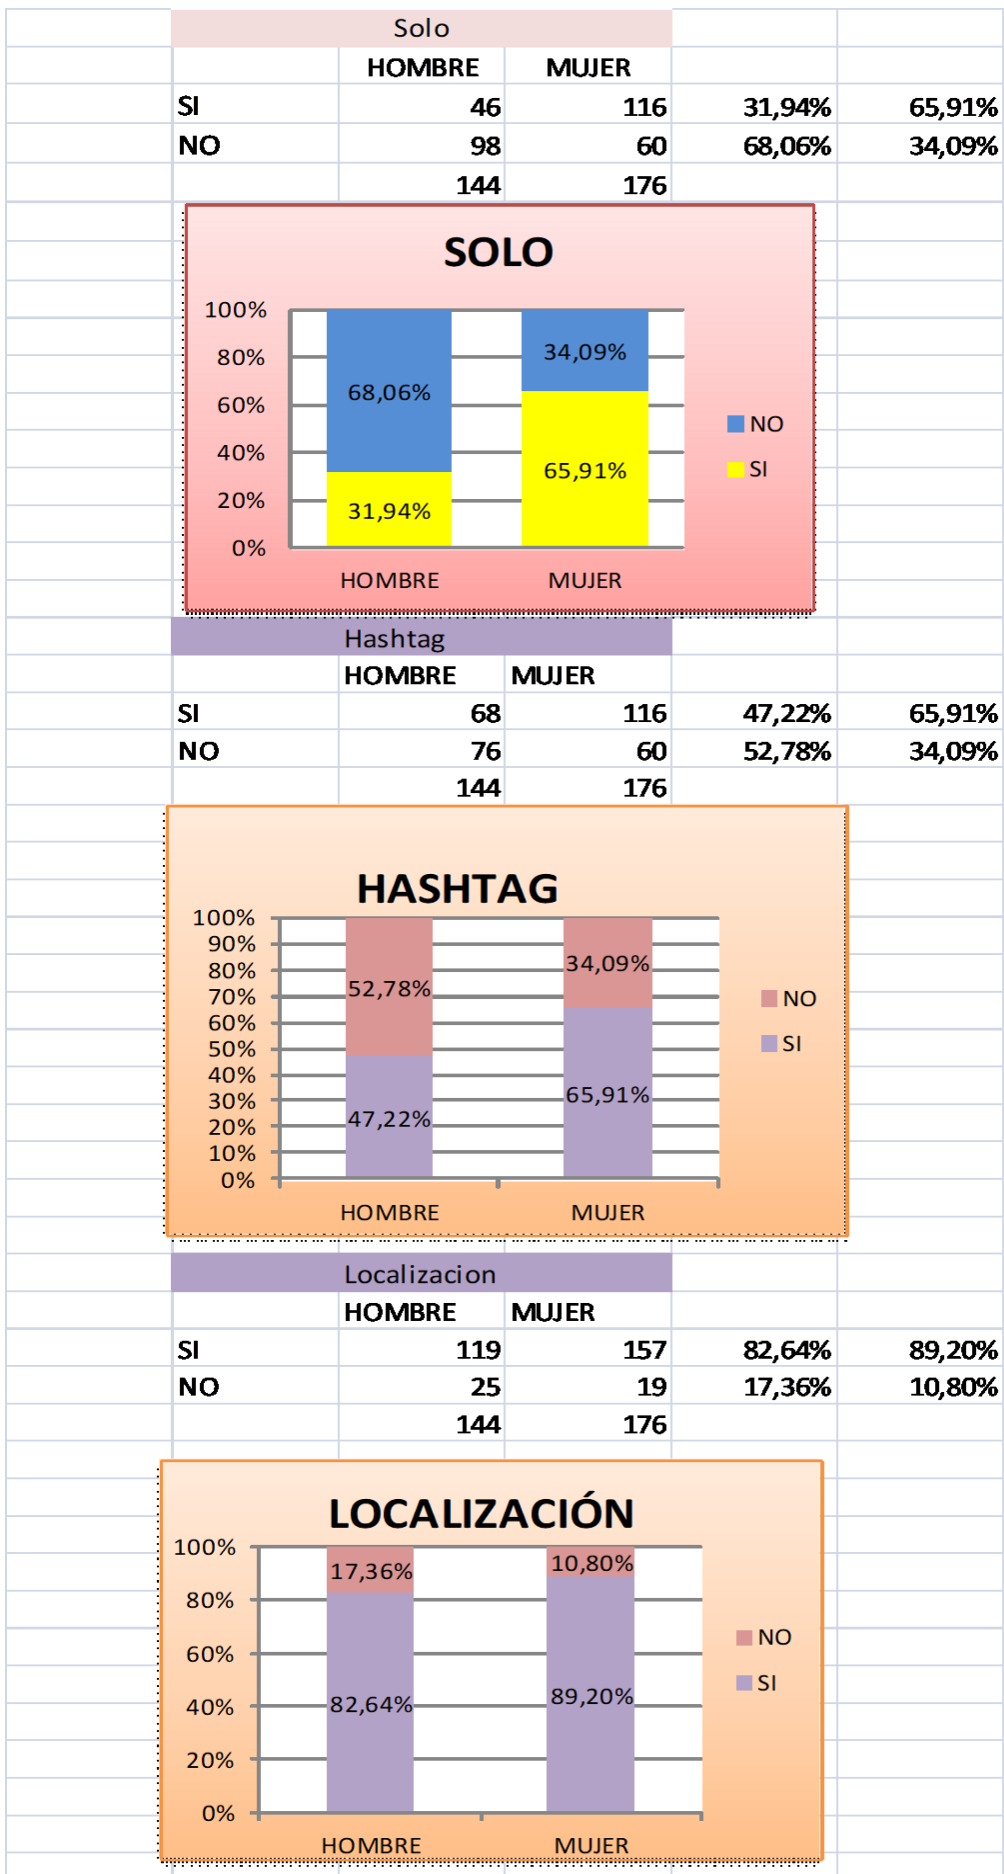 Solo
HOMBRE MUJER
SI 46 116 31,94% 65,91%
NO 98 60 68,06% 34,09%
144 176
SOLO
100%
80%
60%
40%
20%
0%
68,06%
34,09%
31,94%
65,91%
NO
SI
HOMBRE MUJER
Hashtag
HOMBRE MUJER
SI 68 116 47,22% 65,91%
NO 76 60 52,78% 34,09%
144 176
HASHTAG
100%
90%
80%
70%
60%
50%
40%
30%
20%
10%
0%
52,78%
34,09%
47,22%
65,91%
NO
SI
HOMBRE MUJER
Localizacion
HOMBRE MUJER
SI 119 157 82,64% 89,20%
NO 25 19 17,36% 10,80%
144 176
LOCALIZACIÓN
100%
80%
60%
40%
20%
0%
17,36%
10,80%
82,64%
89,20%
NO
SI
HOMBRE MUJER